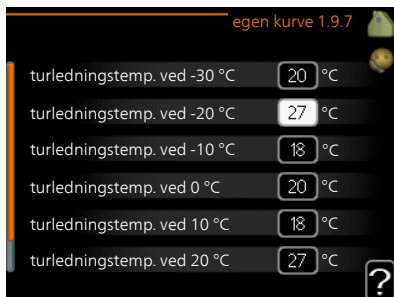 egen kurve 1.9.7
turledningstemp. ved -30 °C 20 °C
turledningstemp. ved -20 °C 27 °C
turledningstemp. ved -10 °C 18 °C
turledningstemp. ved 0 °C 20 °C
turledningstemp. ved 10 °C 18 °C
turledningstemp. ved 20 °C 27 °C
?